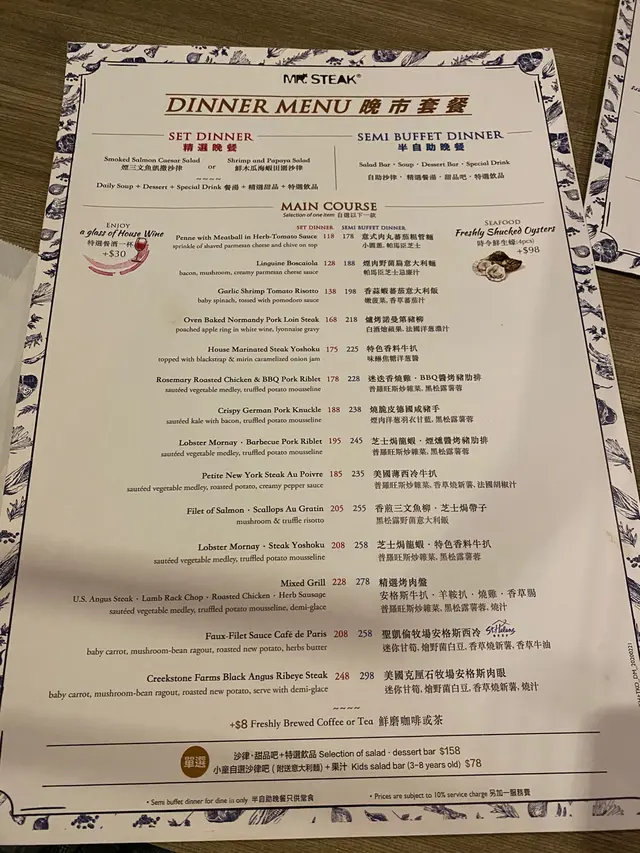 MR. STEAK®
DINNER MENU 晚市套餐
SET DINNER
精選晚餐
Smoked Salmon Caesar Salad
煙三文魚凱撒沙律
or
Shrimp and Papaya Salad
鮮木瓜海蝦田園沙律
~~~~
Daily Soup + Dessert + Special Drink 餐湯 + 精選甜品 + 特選飲品
SEMI BUFFET DINNER
半自助晚餐
Salad Bar · Soup · Dessert Bar · Special Drink
自助沙律 · 精選餐湯 · 甜品吧 · 特選飲品
MAIN COURSE
Selection of one item 自選以下一款
ENJOY
a glass of House Wine
特選餐酒一杯
+$30
SEAFOOD
Freshly Shucked Oysters
時令鮮生蠔(4pcs)
+$98
SET DINNER SEMI BUFFET DINNER
Penne with Meatball in Herb-Tomato Sauce 118 178 意式肉丸蕃茄粗管麵
sprinkle of shaved parmesan cheese and chive on top 小圓蔥, 帕馬臣芝士
Linguine Boscaiola 128 188 煙肉野菌扁意大利麵
bacon, mushroom, creamy parmesan cheese sauce 帕馬臣芝士忌廉汁
Garlic Shrimp Tomato Risotto 138 198 香蒜蝦蕃茄意大利飯
baby spinach, tossed with pomodoro sauce 嫩菠菜, 香草蕃茄汁
Oven Baked Normandy Pork Loin Steak 168 218 爐烤諾曼第豬柳
poached apple ring in white wine, lyonnaise gravy 白酒燴蘋果, 法國洋蔥濃汁
House Marinated Steak Yoshoku 175 225 特色香料牛扒
topped with blackstrap & mirin caramelized onion jam 味醂焦糖洋蔥醬
Rosemary Roasted Chicken & BBQ Pork Riblet 178 228 迷迭香燒雞 · BBQ醬烤豬肋排
sautéed vegetable medley, truffled potato mousseline 普羅旺斯炒雜菜, 黑松露薯蓉
Crispy German Pork Knuckle 188 238 燒脆皮德國咸豬手
sautéed kale with bacon, truffled potato mousseline 煙肉洋蔥羽衣甘藍, 黑松露薯蓉
Lobster Mornay · Barbecue Pork Riblet 195 245 芝士焗龍蝦 · 煙燻醬烤豬肋排
sautéed vegetable medley, truffled potato mousseline 普羅旺斯炒雜菜, 黑松露薯蓉
Petite New York Steak Au Poivre 185 235 美國薄西冷牛扒
sautéed vegetable medley, roasted potato, creamy pepper sauce 普羅旺斯炒雜菜, 香草燒新薯, 法國胡椒汁
Filet of Salmon · Scallops Au Gratin 205 255 香煎三文魚柳 · 芝士焗帶子
mushroom & truffle risotto 黑松露野菌意大利飯
Lobster Mornay · Steak Yoshoku 208 258 芝士焗龍蝦 · 特色香料牛扒
sautéed vegetable medley, truffled potato mousseline 普羅旺斯炒雜菜, 黑松露薯蓉
Mixed Grill 228 278 精選烤肉盤
U.S. Angus Steak · Lamb Rack Chop · Roasted Chicken · Herb Sausage 安格斯牛扒 · 羊鞍扒 · 燒雞 · 香草腸
sautéed vegetable medley, truffled potato mousseline, demi-glace 普羅旺斯炒雜菜, 黑松露薯蓉, 燒汁
Faux-Filet Sauce Café de Paris 208 258 聖凱倫牧場安格斯西冷 St Helens
baby carrot, mushroom-bean ragout, roasted new potato, herbs butter 迷你甘筍, 燴野菌白豆, 香草燒新薯, 香草牛油
Creekstone Farms Black Angus Ribeye Steak 248 298 美國克厘石牧場安格斯肉眼
baby carrot, mushroom-bean ragout, roasted new potato, serve with demi-glace 迷你甘筍, 燴野菌白豆, 香草燒新薯, 燒汁
~~~~
+$8 Freshly Brewed Coffee or Tea 鮮磨咖啡或茶
單選
沙律 · 甜品吧 + 特選飲品 Selection of salad · dessert bar $158
小童自選沙律吧 (附送意大利麵) + 果汁 Kids salad bar (3-8 years old) $78
• Semi buffet dinner for dine in only 半自助晚餐只供堂食
• Prices are subject to 10% service charge 另加一服務費